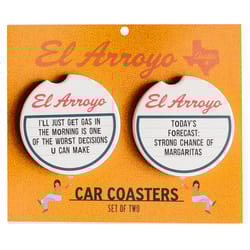 El Arroyo
Austin
El Arroyo
I'LL JUST GET GAS IN
THE MORNING IS ONE
OF THE WORST DECISIONS
U CAN MAKE
El Arroyo
TODAY'S
FORECAST:
STRONG CHANCE OF
MARGARITAS
CAR COASTERS
SET OF TWO